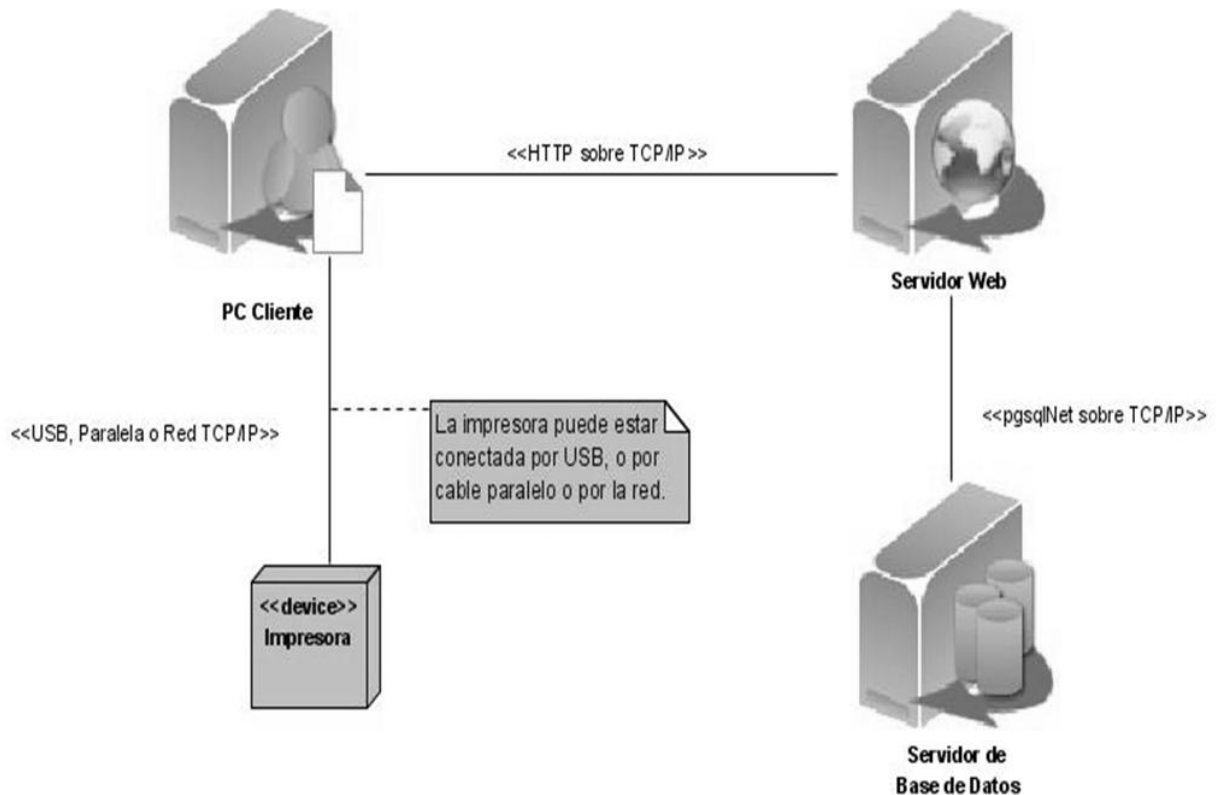 <<HTTP sobre TCP/IP>>
PC Cliente
Servidor Web
<<USB, Paralela o Red TCP/IP>>
La impresora puede estar
conectada por USB, o por
cable paralelo o por la red.
<<pgsqlNet sobre TCP/IP>>
<<device>>
Impresora
Servidor de
Base de Datos